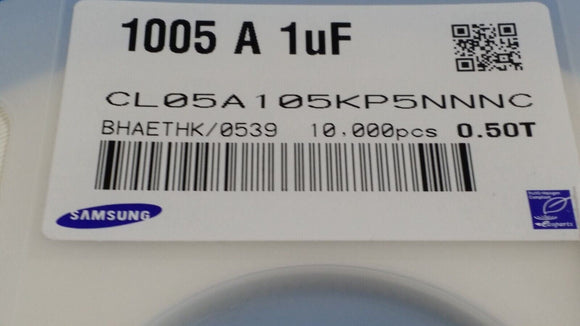 1005 A 1uF
CL05A105KP5NNNC
BHAETHK/0539 10,000pcs 0.50T
SAMSUNG